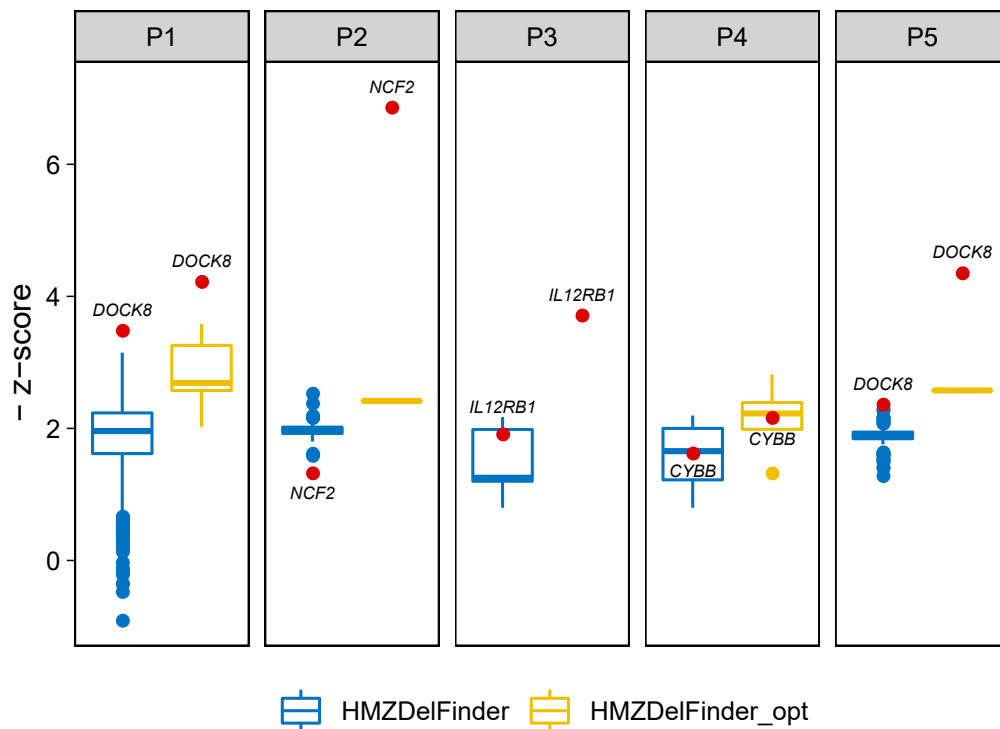 P1 P2 P3 P4 P5
NCF2
6
DOCK8
DOCK8
4
IL12RB1
DOCK8
− z−score
DOCK8
IL12RB1
2
CYBB
CYBB
NCF2
0
HMZDelFinder HMZDelFinder_opt